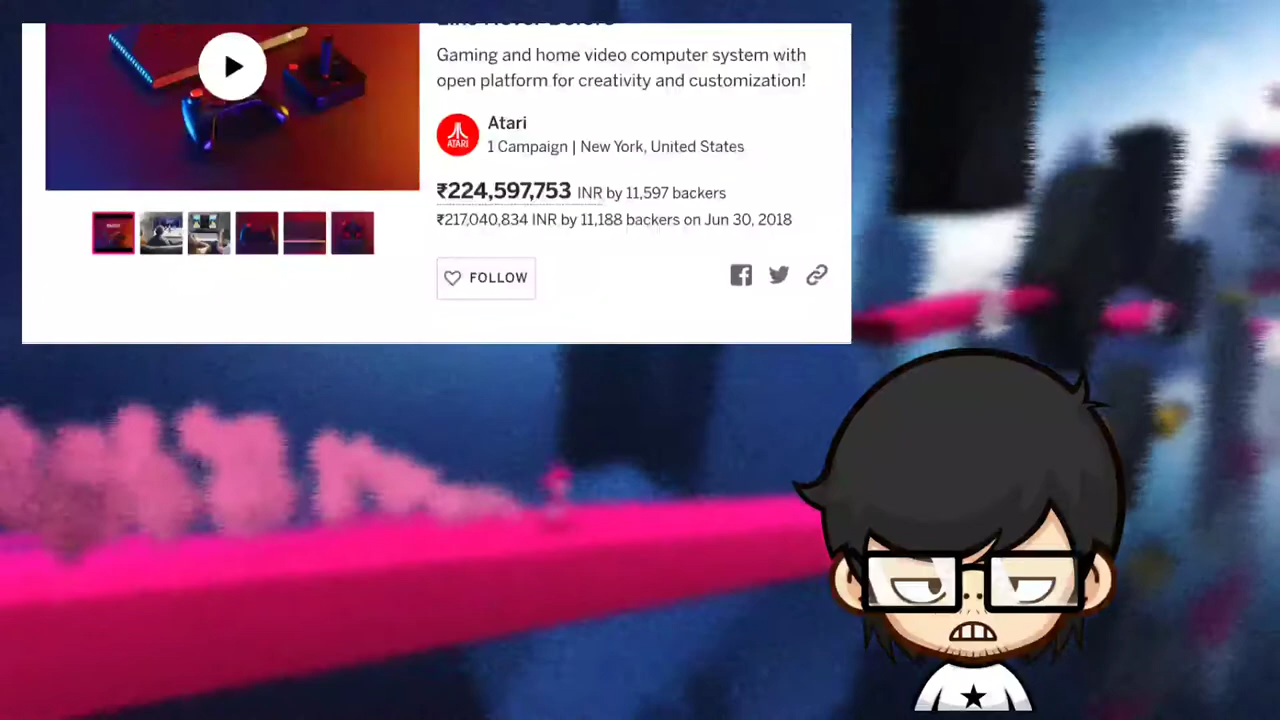 Gaming and home video computer system with
open platform for creativity and customization!
Atari
ATARI
1 Campaign | New York, United States
₹224,597,753 INR by 11,597 backers
₹217,040,834 INR by 11,188 backers on Jun 30, 2018
FOLLOW